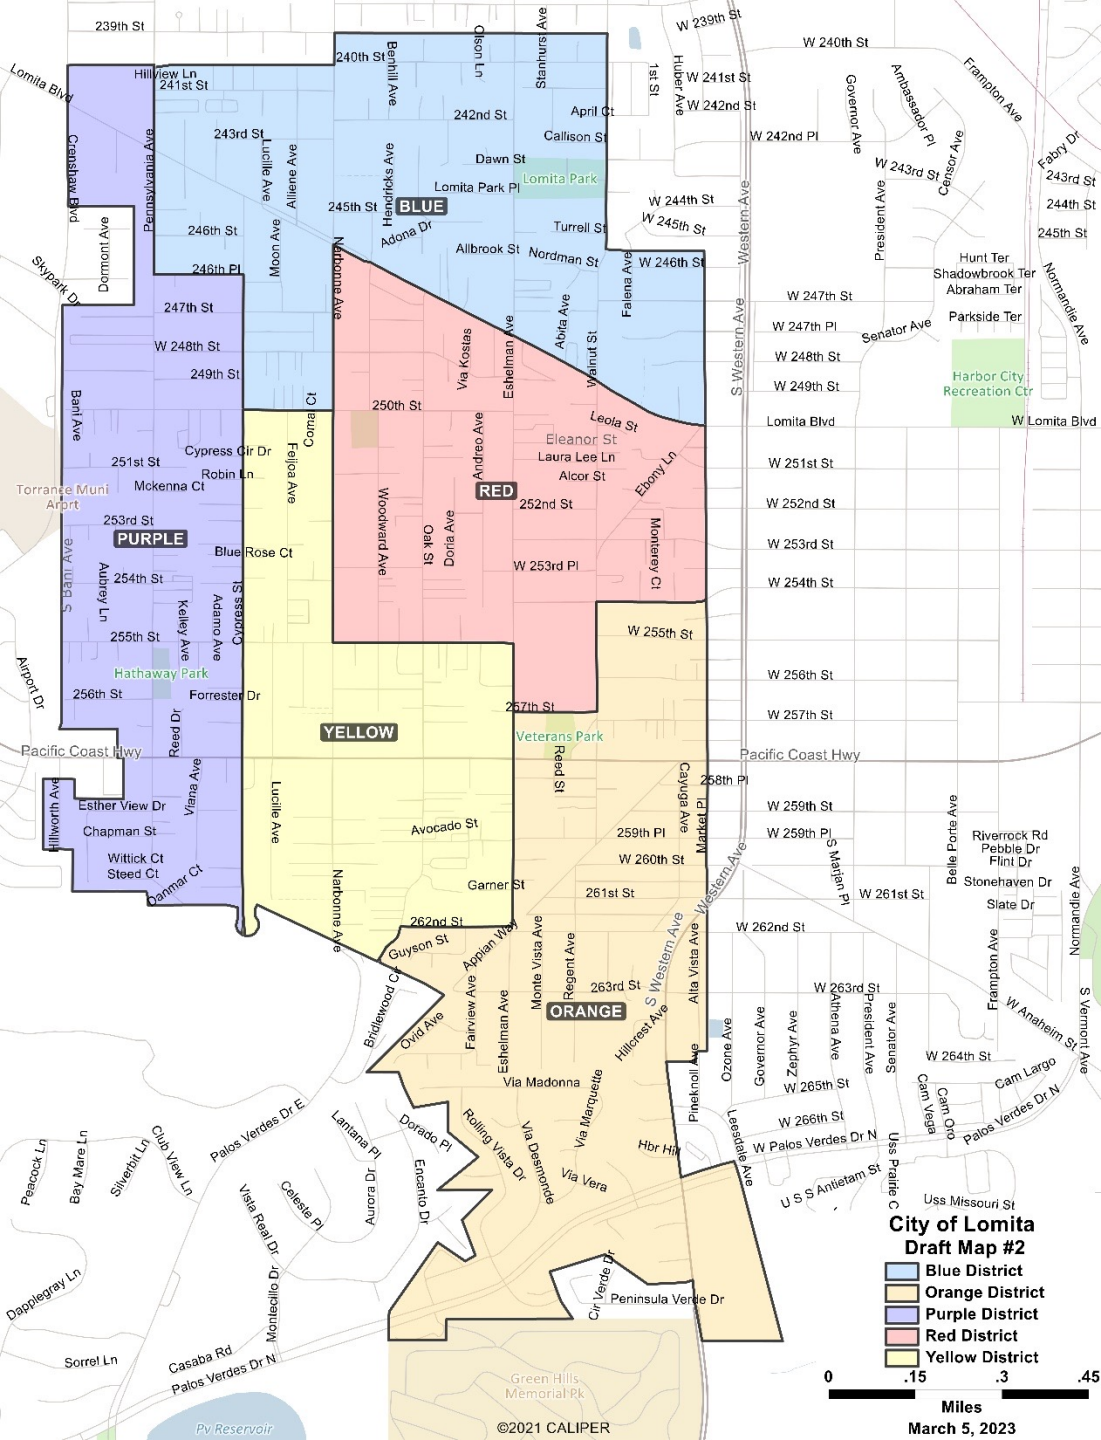 239th St
W 239th St
240th St
Benhill Ave
Olson Ln
Stanhurst Ave
1st St
Huber Ave
W 240th St
W 241st St
W 242nd St
Lomita Blvd
Hillview Ln
241st St
242nd St
April Ct
Callison St
W 242nd Pl
Governor Ave
Ambassador Pl
Frampton Ave
Censor Ave
Fabry Dr
Crenshaw Blvd
Pennsylvania Ave
243rd St
Lucille Ave
Alliene Ave
Hendricks Ave
Dawn St
Lomita Park Pl
Lomita Park
W 243rd St
243rd St
244th St
245th St
W 244th St
W 245th St
President Ave
245th St
BLUE
Adona Dr
Turrell St
Dormont Ave
Skypark Dr
246th St
246th Pl
Moon Ave
Narbonne Ave
Allbrook St
Nordman St
Falena Ave
W 246th St
S Western Ave
Hunt Ter
Shadowbrook Ter
Abraham Ter
Parkside Ter
Normandie Ave
247th St
W 248th St
249th St
Via Kostas
Eshelman Ave
Abita Ave
Walnut St
S Western Ave
W 247th St
W 247th Pl
Senator Ave
W 248th St
W 249th St
Harbor City
Recreation Ctr
Lomita Blvd
W Lomita Blvd
Bani Ave
Coma Ct
250th St
Leola St
Eleanor St
Laura Lee Ln
Alcor St
Ebony Ln
Andreo Ave
251st St
Cypress Cir Dr
Robin Ln
Mckenna Ct
Feijoa Ave
W 251st St
Torrance Muni
Arprt
253rd St
PURPLE
Blue Rose Ct
Woodward Ave
RED
252nd St
Oak St
Doria Ave
W 253rd Pl
Monterey Ct
W 252nd St
W 253rd St
W 254th St
S Bani Ave
Aubrey Ln
254th St
Kelley Ave
Adamo Ave
Cypress St
255th St
W 255th St
Hathaway Park
256th St
Forrester Dr
W 256th St
Airport Dr
257th St
W 257th St
YELLOW
Veterans Park
Reed Dr
Reed St
Pacific Coast Hwy
Pacific Coast Hwy
Cayuga Ave
258th Pl
Market Pl
Hillworth Ave
Esther View Dr
Viana Ave
Chapman St
Wittick Ct
Steed Ct
Danmar Ct
Lucille Ave
Avocado St
Garner St
Narbonne Ave
262nd St
259th Pl
W 260th St
261st St
W 259th St
W 259th Pl
S Marjan Pl
W 261st St
Belle Porte Ave
Riverrock Rd
Pebble Dr
Flint Dr
Stonehaven Dr
Slate Dr
Normandie Ave
Western Ave
W 262nd St
Guyson St
Appian Way
Monte Vista Ave
Regent Ave
S Western Ave
Alta Vista Ave
Frampton Ave
263rd St
W 263rd St
ORANGE
Bridlewood Cir
Ovid Ave
Fairview Ave
Eshelman Ave
Hillcrest Ave
Pineknoll Ave
Ozone Ave
Governor Ave
Zephyr Ave
Athena Ave
President Ave
Senator Ave
W Anaheim St
S Vermont Ave
W 264th St
Via Madonna
Via Marquette
W 265th St
Cam Vega
Cam Oro
Cam Largo
Palos Verdes Dr N
W 266th St
Palos Verdes Dr E
Lantana Pl
Dorado Pl
Rolling Vista Dr
Via Desmonde
Hbr Hill
Leesdale Ave
W Palos Verdes Dr N
Peacock Ln
Bay Mare Ln
Silverbit Ln
Club View Ln
Vista Real Dr
Celeste Pl
Aurora Dr
Encanto Dr
Via Vera
U S S Antietam St
Uss Prairie C
Uss Missouri St
Dapplegray Ln
Montecillo Dr
Cir Verde Dr
Peninsula Verde Dr
Sorrel Ln
Casaba Rd
Palos Verdes Dr N
Green Hills
Memorial Pk
Pv Reservoir
©2021 CALIPER
City of Lomita
Draft Map #2
Blue District
Orange District
Purple District
Red District
Yellow District
0 .15 .3 .45
Miles
March 5, 2023